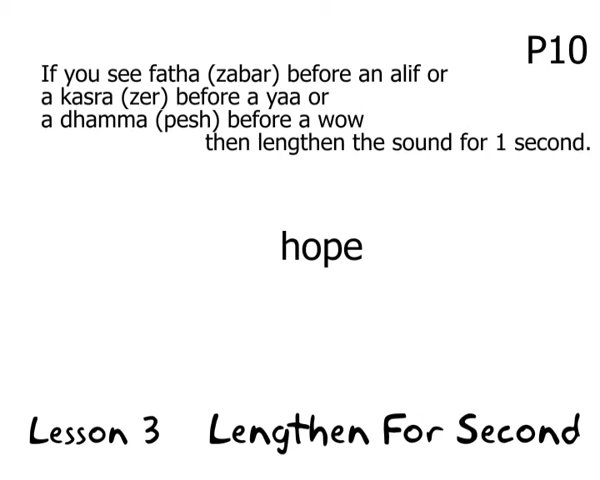 P10
If you see fatha (zabar) before an alif or
a kasra (zer) before a yaa or
a dhamma (pesh) before a wow
then lengthen the sound for 1 second.
hope
Lesson 3 Lengthen For Second